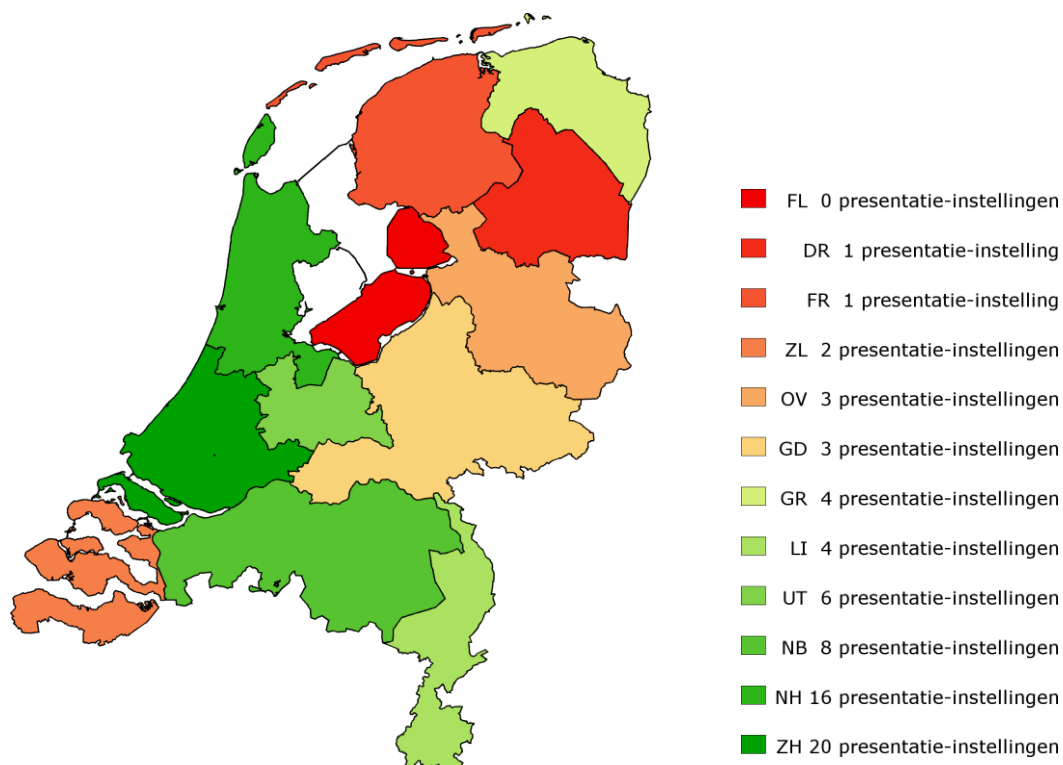 FL 0 presentatie-instellingen
DR 1 presentatie-instelling
FR 1 presentatie-instelling
ZL 2 presentatie-instellingen
OV 3 presentatie-instellingen
GD 3 presentatie-instellingen
GR 4 presentatie-instellingen
LI 4 presentatie-instellingen
UT 6 presentatie-instellingen
NB 8 presentatie-instellingen
NH 16 presentatie-instellingen
ZH 20 presentatie-instellingen